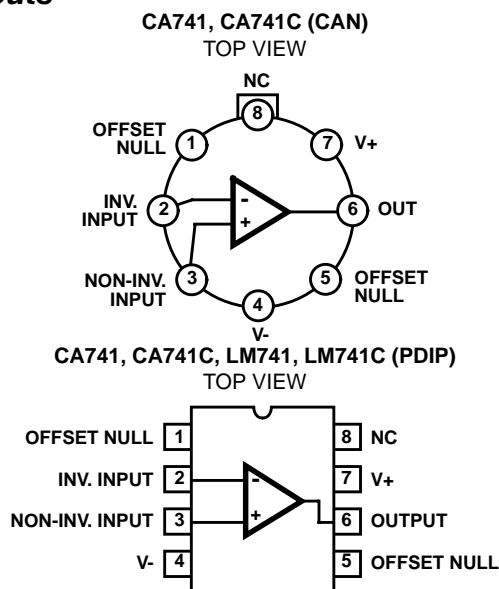 CA741, CA741C (CAN)
TOP VIEW
NC
8
OFFSET
NULL
1
7
V+
INV.
INPUT
2
-
+
6
OUT
NON-INV.
INPUT
3
5
OFFSET
NULL
4
V-
CA741, CA741C, LM741, LM741C (PDIP)
TOP VIEW
OFFSET NULL 1
8 NC
INV. INPUT 2
-
7 V+
NON-INV. INPUT 3
+
6 OUTPUT
V- 4
5 OFFSET NULL